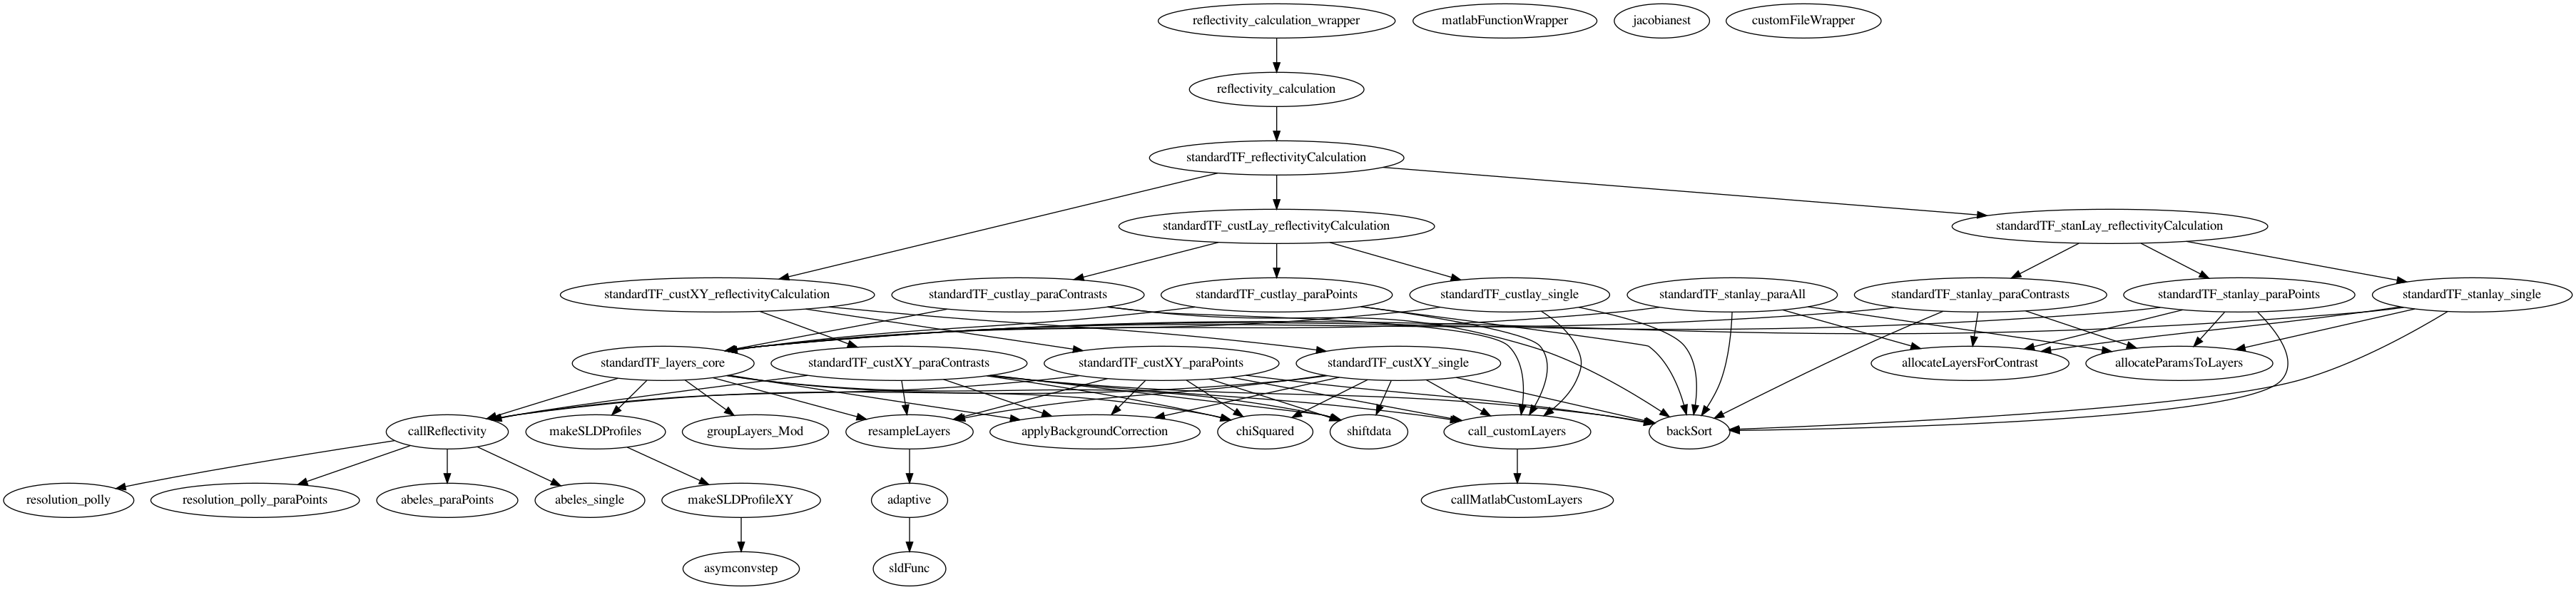 reflectivity_calculation_wrapper
matlabFunctionWrapper
jacobianest
customFileWrapper
reflectivity_calculation
standardTF_reflectivityCalculation
standardTF_custLay_reflectivityCalculation
standardTF_stanLay_reflectivityCalculation
standardTF_custXY_reflectivityCalculation
standardTF_custlay_paraContrasts
standardTF_custlay_paraPoints
standardTF_custlay_single
standardTF_stanlay_paraAll
standardTF_stanlay_paraContrasts
standardTF_stanlay_paraPoints
standardTF_stanlay_single
standardTF_layers_core
standardTF_custXY_paraContrasts
standardTF_custXY_paraPoints
standardTF_custXY_single
allocateLayersForContrast
allocateParamsToLayers
callReflectivity
makeSLDProfiles
groupLayers_Mod
resampleLayers
applyBackgroundCorrection
chiSquared
shiftdata
call_customLayers
backSort
resolution_polly
resolution_polly_paraPoints
abeles_paraPoints
abeles_single
makeSLDProfileXY
adaptive
callMatlabCustomLayers
asymconvstep
sldFunc